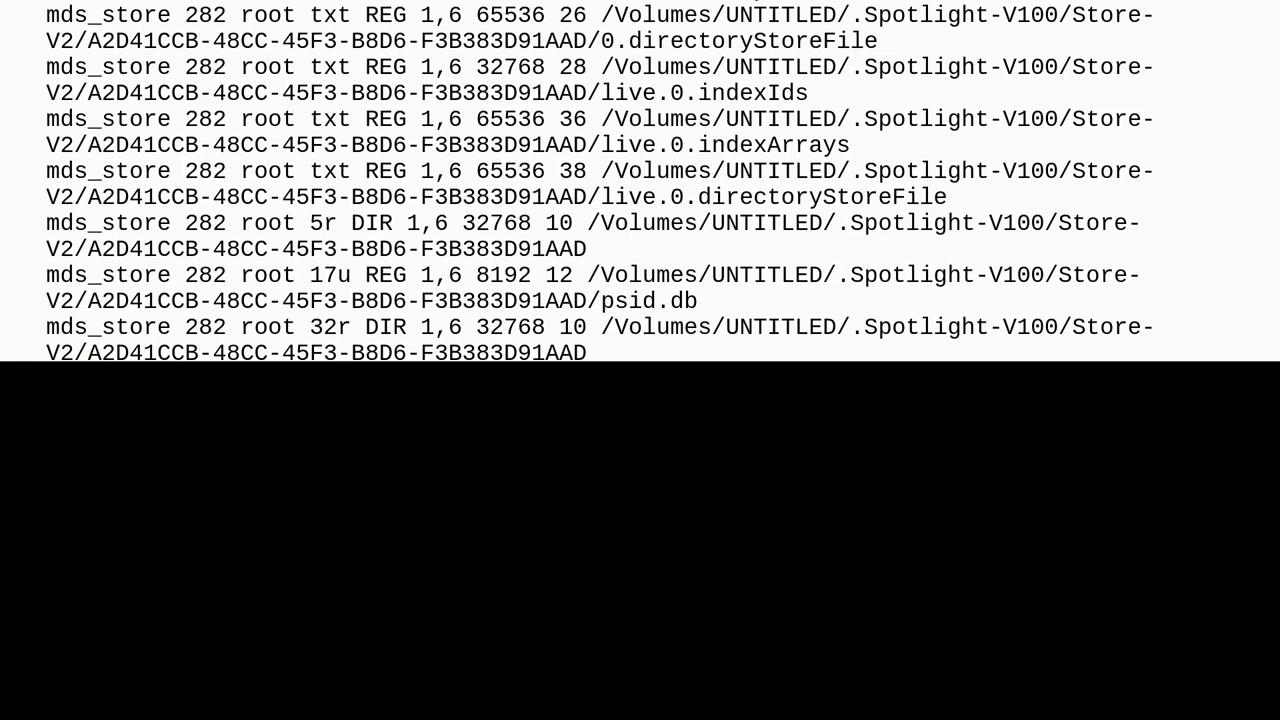 mds_store 282 root txt REG 1,6 65536 26 /Volumes/UNTITLED/.Spotlight-V100/Store-
V2/A2D41CCB-48CC-45F3-B8D6-F3B383D91AAD/0.directoryStoreFile
mds_store 282 root txt REG 1,6 32768 28 /Volumes/UNTITLED/.Spotlight-V100/Store-
V2/A2D41CCB-48CC-45F3-B8D6-F3B383D91AAD/live.0.indexIds
mds_store 282 root txt REG 1,6 65536 36 /Volumes/UNTITLED/.Spotlight-V100/Store-
V2/A2D41CCB-48CC-45F3-B8D6-F3B383D91AAD/live.0.indexArrays
mds_store 282 root txt REG 1,6 65536 38 /Volumes/UNTITLED/.Spotlight-V100/Store-
V2/A2D41CCB-48CC-45F3-B8D6-F3B383D91AAD/live.0.directoryStoreFile
mds_store 282 root 5r DIR 1,6 32768 10 /Volumes/UNTITLED/.Spotlight-V100/Store-
V2/A2D41CCB-48CC-45F3-B8D6-F3B383D91AAD
mds_store 282 root 17u REG 1,6 8192 12 /Volumes/UNTITLED/.Spotlight-V100/Store-
V2/A2D41CCB-48CC-45F3-B8D6-F3B383D91AAD/psid.db
mds_store 282 root 32r DIR 1,6 32768 10 /Volumes/UNTITLED/.Spotlight-V100/Store-
V2/A2D41CCB-48CC-45F3-B8D6-F3B383D91AAD